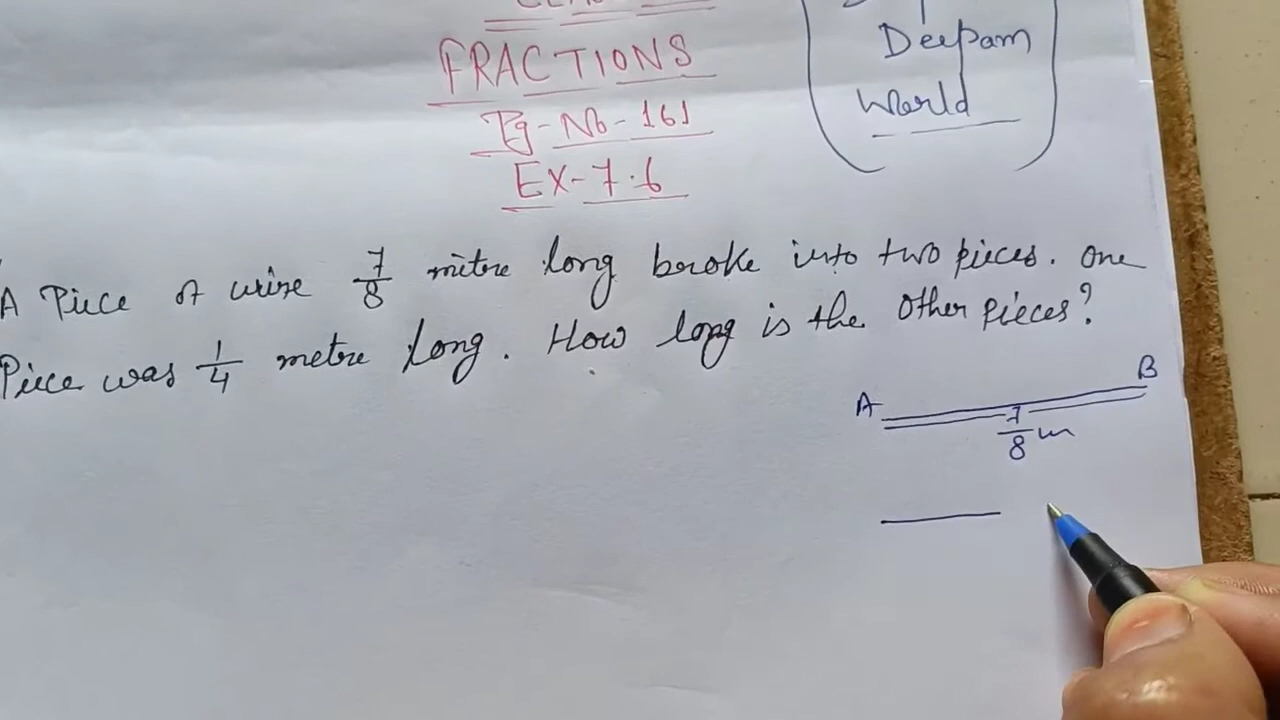 FRACTIONS
Pg-No-161
Ex-7.6
Deepam
World
A Piece of wire 7/8 metre long broke into two pieces. One
Piece was 1/4 metre long. How long is the other pieces?
A B
7/8 m